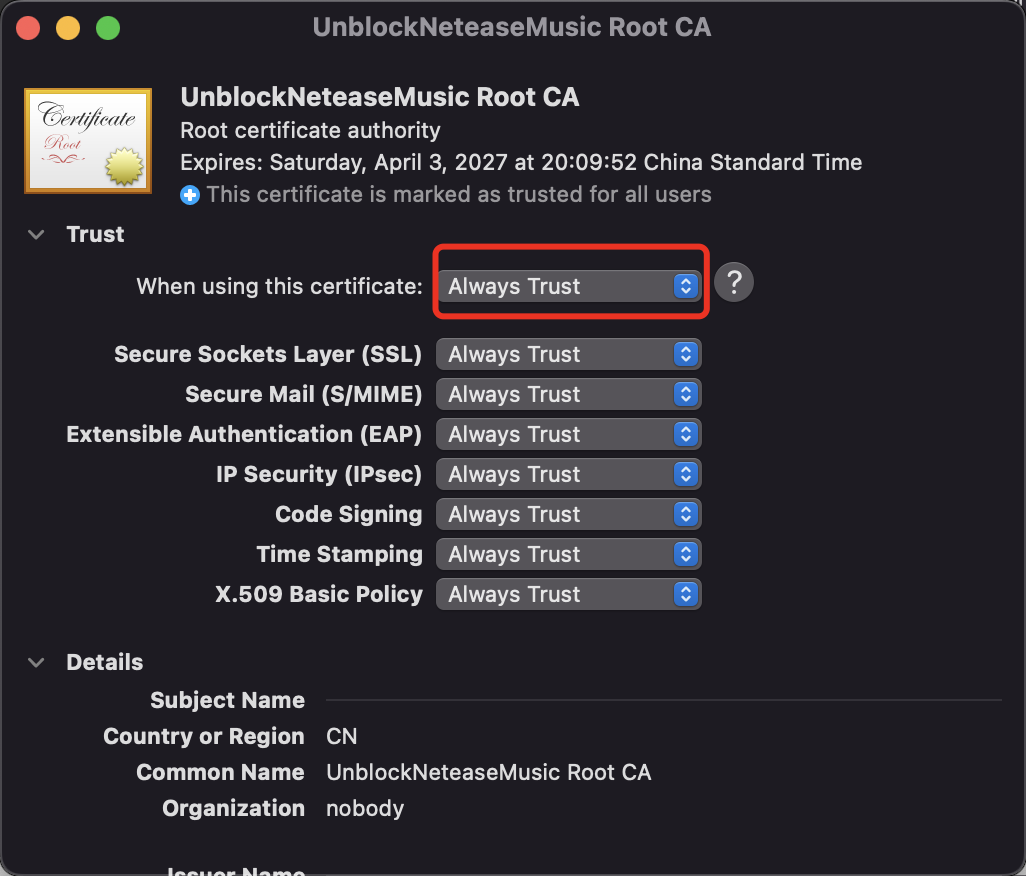 UnblockNeteaseMusic Root CA
Certificate
Root
UnblockNeteaseMusic Root CA
Root certificate authority
Expires: Saturday, April 3, 2027 at 20:09:52 China Standard Time
This certificate is marked as trusted for all users
Trust
When using this certificate: Always Trust ?
Secure Sockets Layer (SSL) Always Trust
Secure Mail (S/MIME) Always Trust
Extensible Authentication (EAP) Always Trust
IP Security (IPsec) Always Trust
Code Signing Always Trust
Time Stamping Always Trust
X.509 Basic Policy Always Trust
Details
Subject Name
Country or Region CN
Common Name UnblockNeteaseMusic Root CA
Organization nobody
Issuer Name